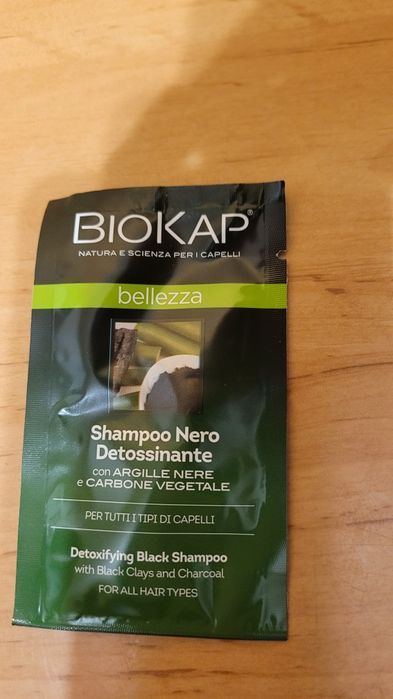 BIOKAP®
NATURA E SCIENZA PER I CAPELLI
bellezza
Shampoo Nero
Detossinante
con ARGILLE NERE
e CARBONE VEGETALE
PER TUTTI I TIPI DI CAPELLI
Detoxifying Black Shampoo
with Black Clays and Charcoal
FOR ALL HAIR TYPES